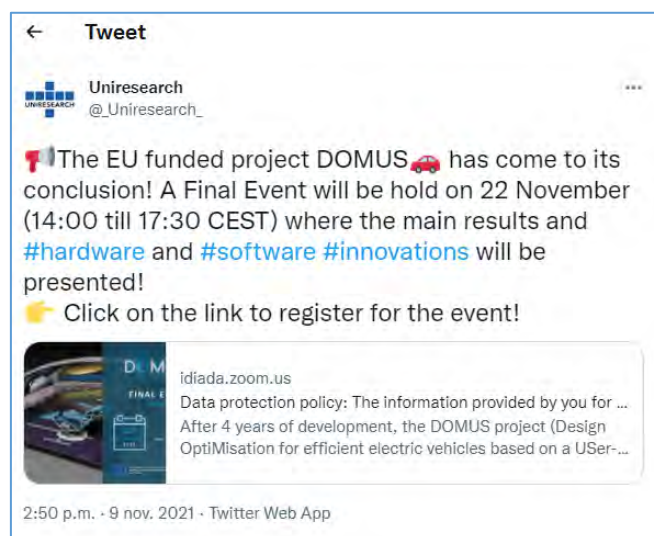 ← Tweet
UNIRESEARCH
Uniresearch
@_Uniresearch_
📢The EU funded project DOMUS🚗 has come to its
conclusion! A Final Event will be hold on 22 November
(14:00 till 17:30 CEST) where the main results and
#hardware and #software #innovations will be
presented!
👉 Click on the link to register for the event!
D M
FINAL E
idiada.zoom.us
Data protection policy: The information provided by you for ...
After 4 years of development, the DOMUS project (Design
OptiMisation for efficient electric vehicles based on a USer-...
2:50 p.m. · 9 nov. 2021 · Twitter Web App